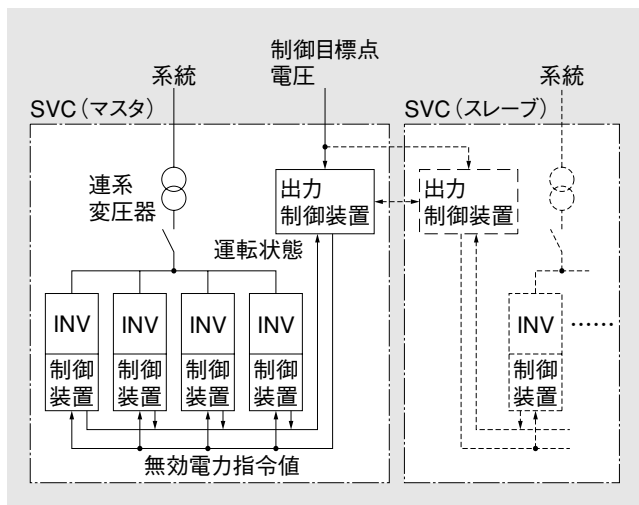 制御目標点
電圧
系統
系統
SVC（マスタ）
SVC（スレーブ）
連系
変圧器
出力
制御装置
出力
制御装置
運転状態
INV
INV
INV
INV
INV
……
制御
装置
制御
装置
制御
装置
制御
装置
制御
装置
無効電力指令値